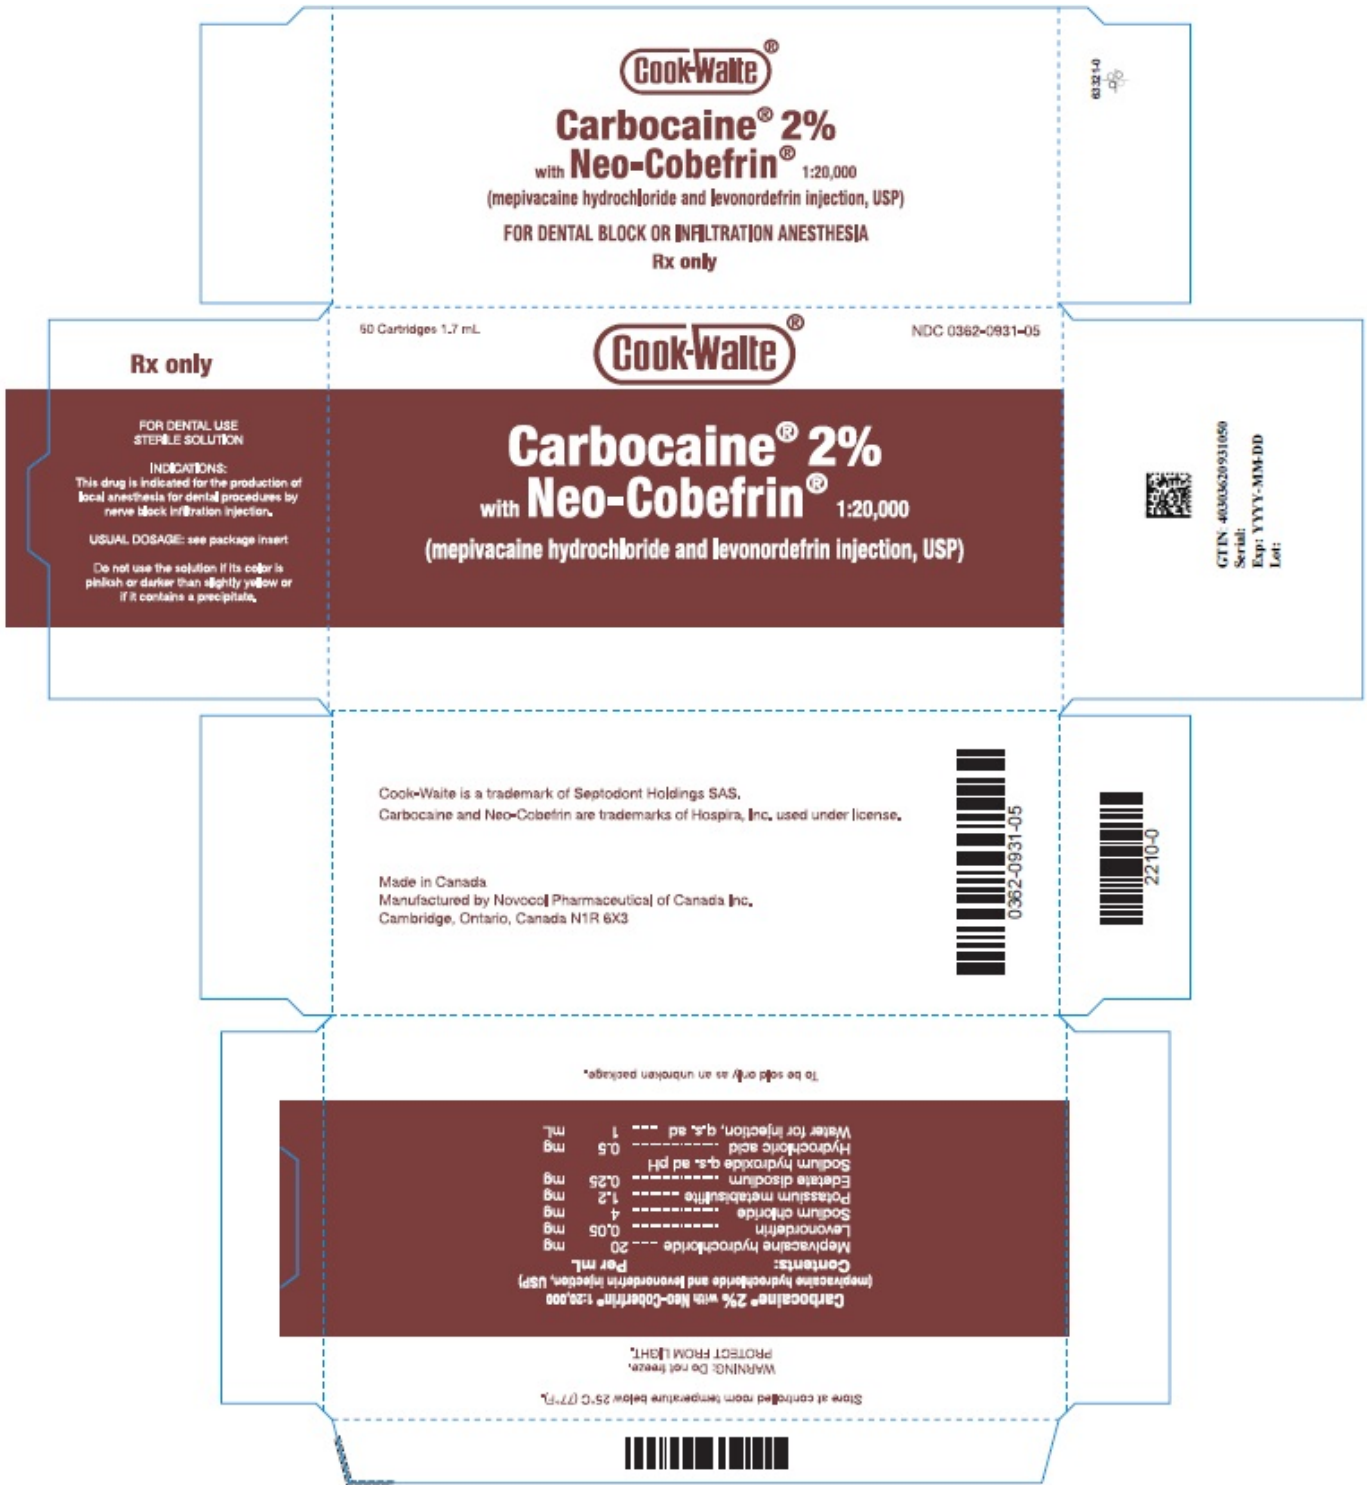 Cook-Waite®
Carbocaine® 2%
with Neo-Cobefrin® 1:20,000
(mepivacaine hydrochloride and levonordefrin injection, USP)
FOR DENTAL BLOCK OR INFILTRATION ANESTHESIA
Rx only
63321-0
Rx only
FOR DENTAL USE
STERILE SOLUTION
INDICATIONS:
This drug is indicated for the production of
local anesthesia for dental procedures by
nerve block infiltration injection.
USUAL DOSAGE: see package insert
Do not use the solution if its color is
piniksh or darker than slightly yellow or
if it contains a precipitate.
50 Cartridges 1.7 mL
Cook-Waite®
NDC 0362-0931-05
Carbocaine® 2%
with Neo-Cobefrin® 1:20,000
(mepivacaine hydrochloride and levonordefrin injection, USP)
GTIN 40303620931050
Serial:
Exp: YYYY-MM-DD
Lot:
Cook-Waite is a trademark of Septodont Holdings SAS.
Carbocaine and Neo-Cobefrin are trademarks of Hospira, Inc. used under license.
Made in Canada
Manufactured by Novocol Pharmaceutical of Canada Inc.
Cambridge, Ontario, Canada N1R 6X3
0362-0931-05
2210-0
Store at controlled room temperature below 25°C (77°F).
WARNING: Do not freeze.
PROTECT FROM LIGHT.
Carbocaine® 2% with Neo-Cobefrin® 1:20,000
(mepivacaine hydrochloride and levonordefrin injection, USP)
Contents: Per mL
Mepivacaine hydrochloride ---- 20 mg
Levonordefrin ------------ 0.05 mg
Sodium chloride ------------ 4 mg
Potassium metabisulfite ------ 1.2 mg
Edetate disodium ------------ 0.25 mg
Sodium hydroxide q.s. ad pH
Hydrochloric acid ------------ 0.5 mg
Water for injection, q.s. ad ---- 1 mL
To be sold only as an unbroken package.